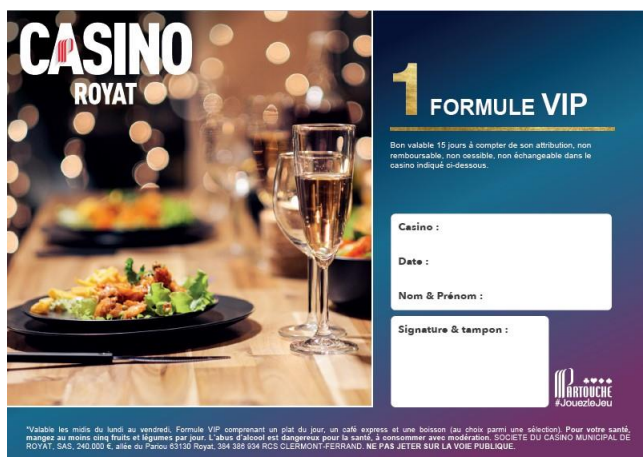 CASINO
ROYAT
1 FORMULE VIP
Bon valable 15 jours à compter de son attribution, non
remboursable, non cessible, non échangeable dans le
casino indiqué ci-dessous.
Casino :
Date :
Nom & Prénom :
Signature & tampon :
PARTOUCHE
#JouezleJeu
*Valable les midis du lundi au vendredi, Formule VIP comprenant un plat du jour, un café express et une boisson (au choix parmi une sélection). Pour votre santé,
mangez au moins cinq fruits et légumes par jour. L'abus d'alcool est dangereux pour la santé, à consommer avec modération. SOCIETE DU CASINO MUNICIPAL DE
ROYAT, SAS, 240.000 €, allée du Pariou 63130 Royat, 384 386 934 RCS CLERMONT-FERRAND. NE PAS JETER SUR LA VOIE PUBLIQUE.